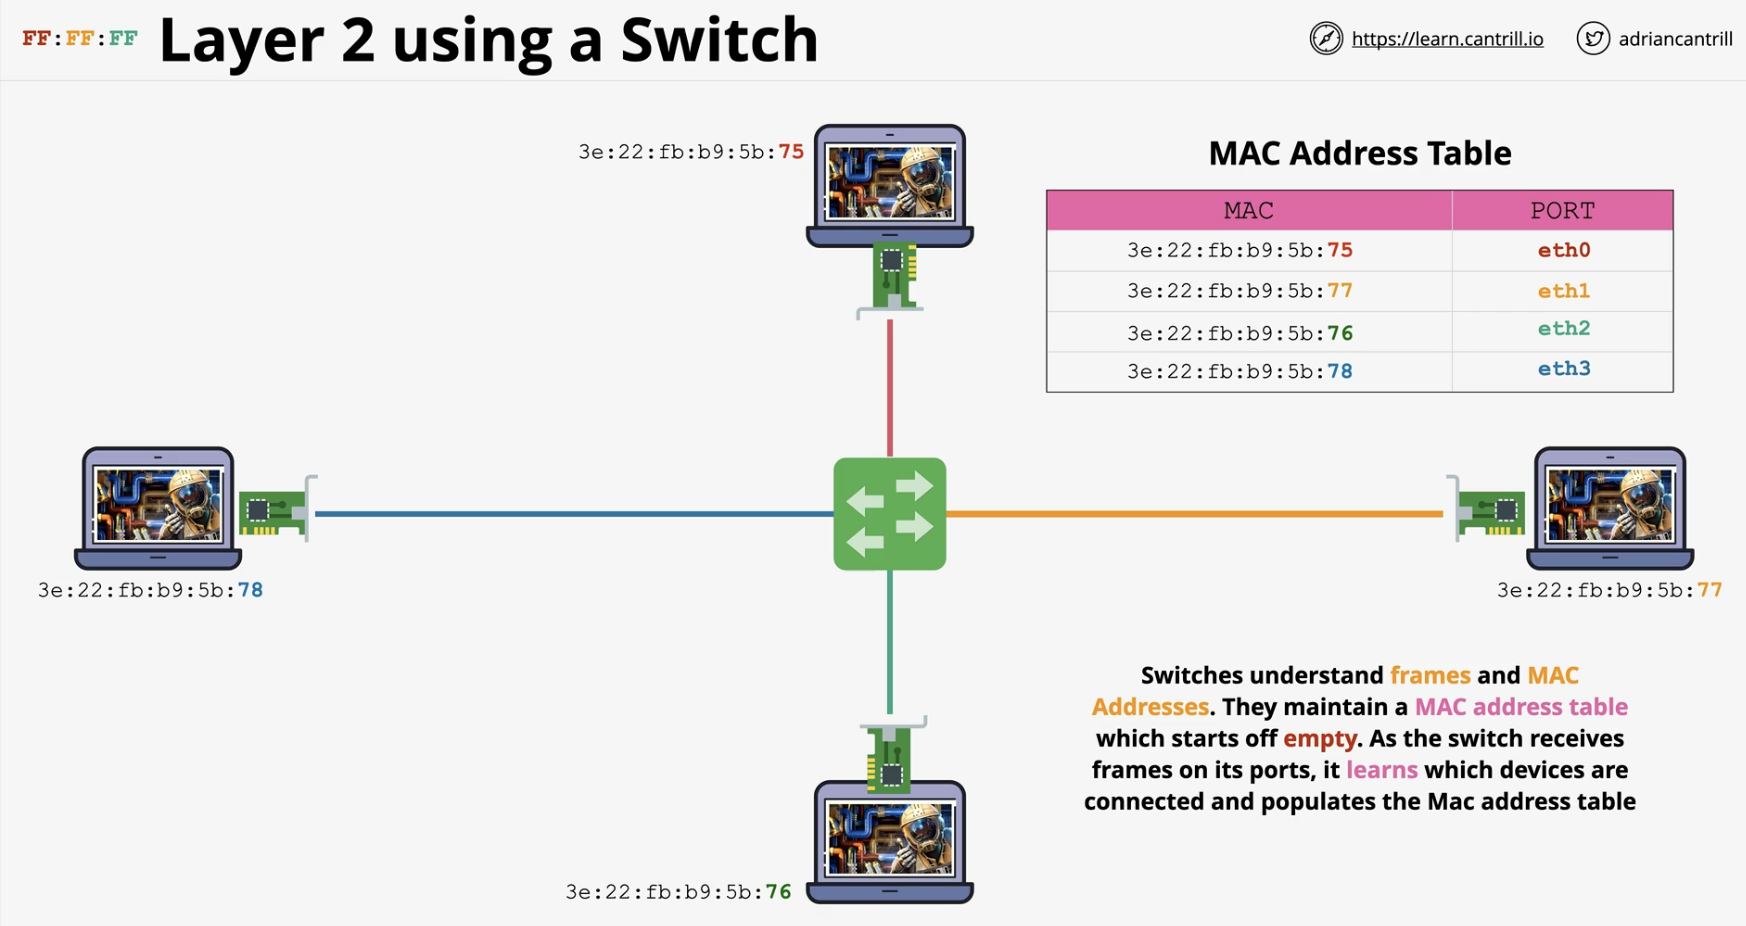 FF:FF:FF
Layer 2 using a Switch
https://learn.cantrill.io
adriancantrill
3e:22:fb:b9:5b:75
MAC Address Table
MAC PORT
3e:22:fb:b9:5b:75 eth0
3e:22:fb:b9:5b:77 eth1
3e:22:fb:b9:5b:76 eth2
3e:22:fb:b9:5b:78 eth3
3e:22:fb:b9:5b:78
3e:22:fb:b9:5b:77
Switches understand frames and MAC
Addresses. They maintain a MAC address table
which starts off empty. As the switch receives
frames on its ports, it learns which devices are
connected and populates the Mac address table
3e:22:fb:b9:5b:76